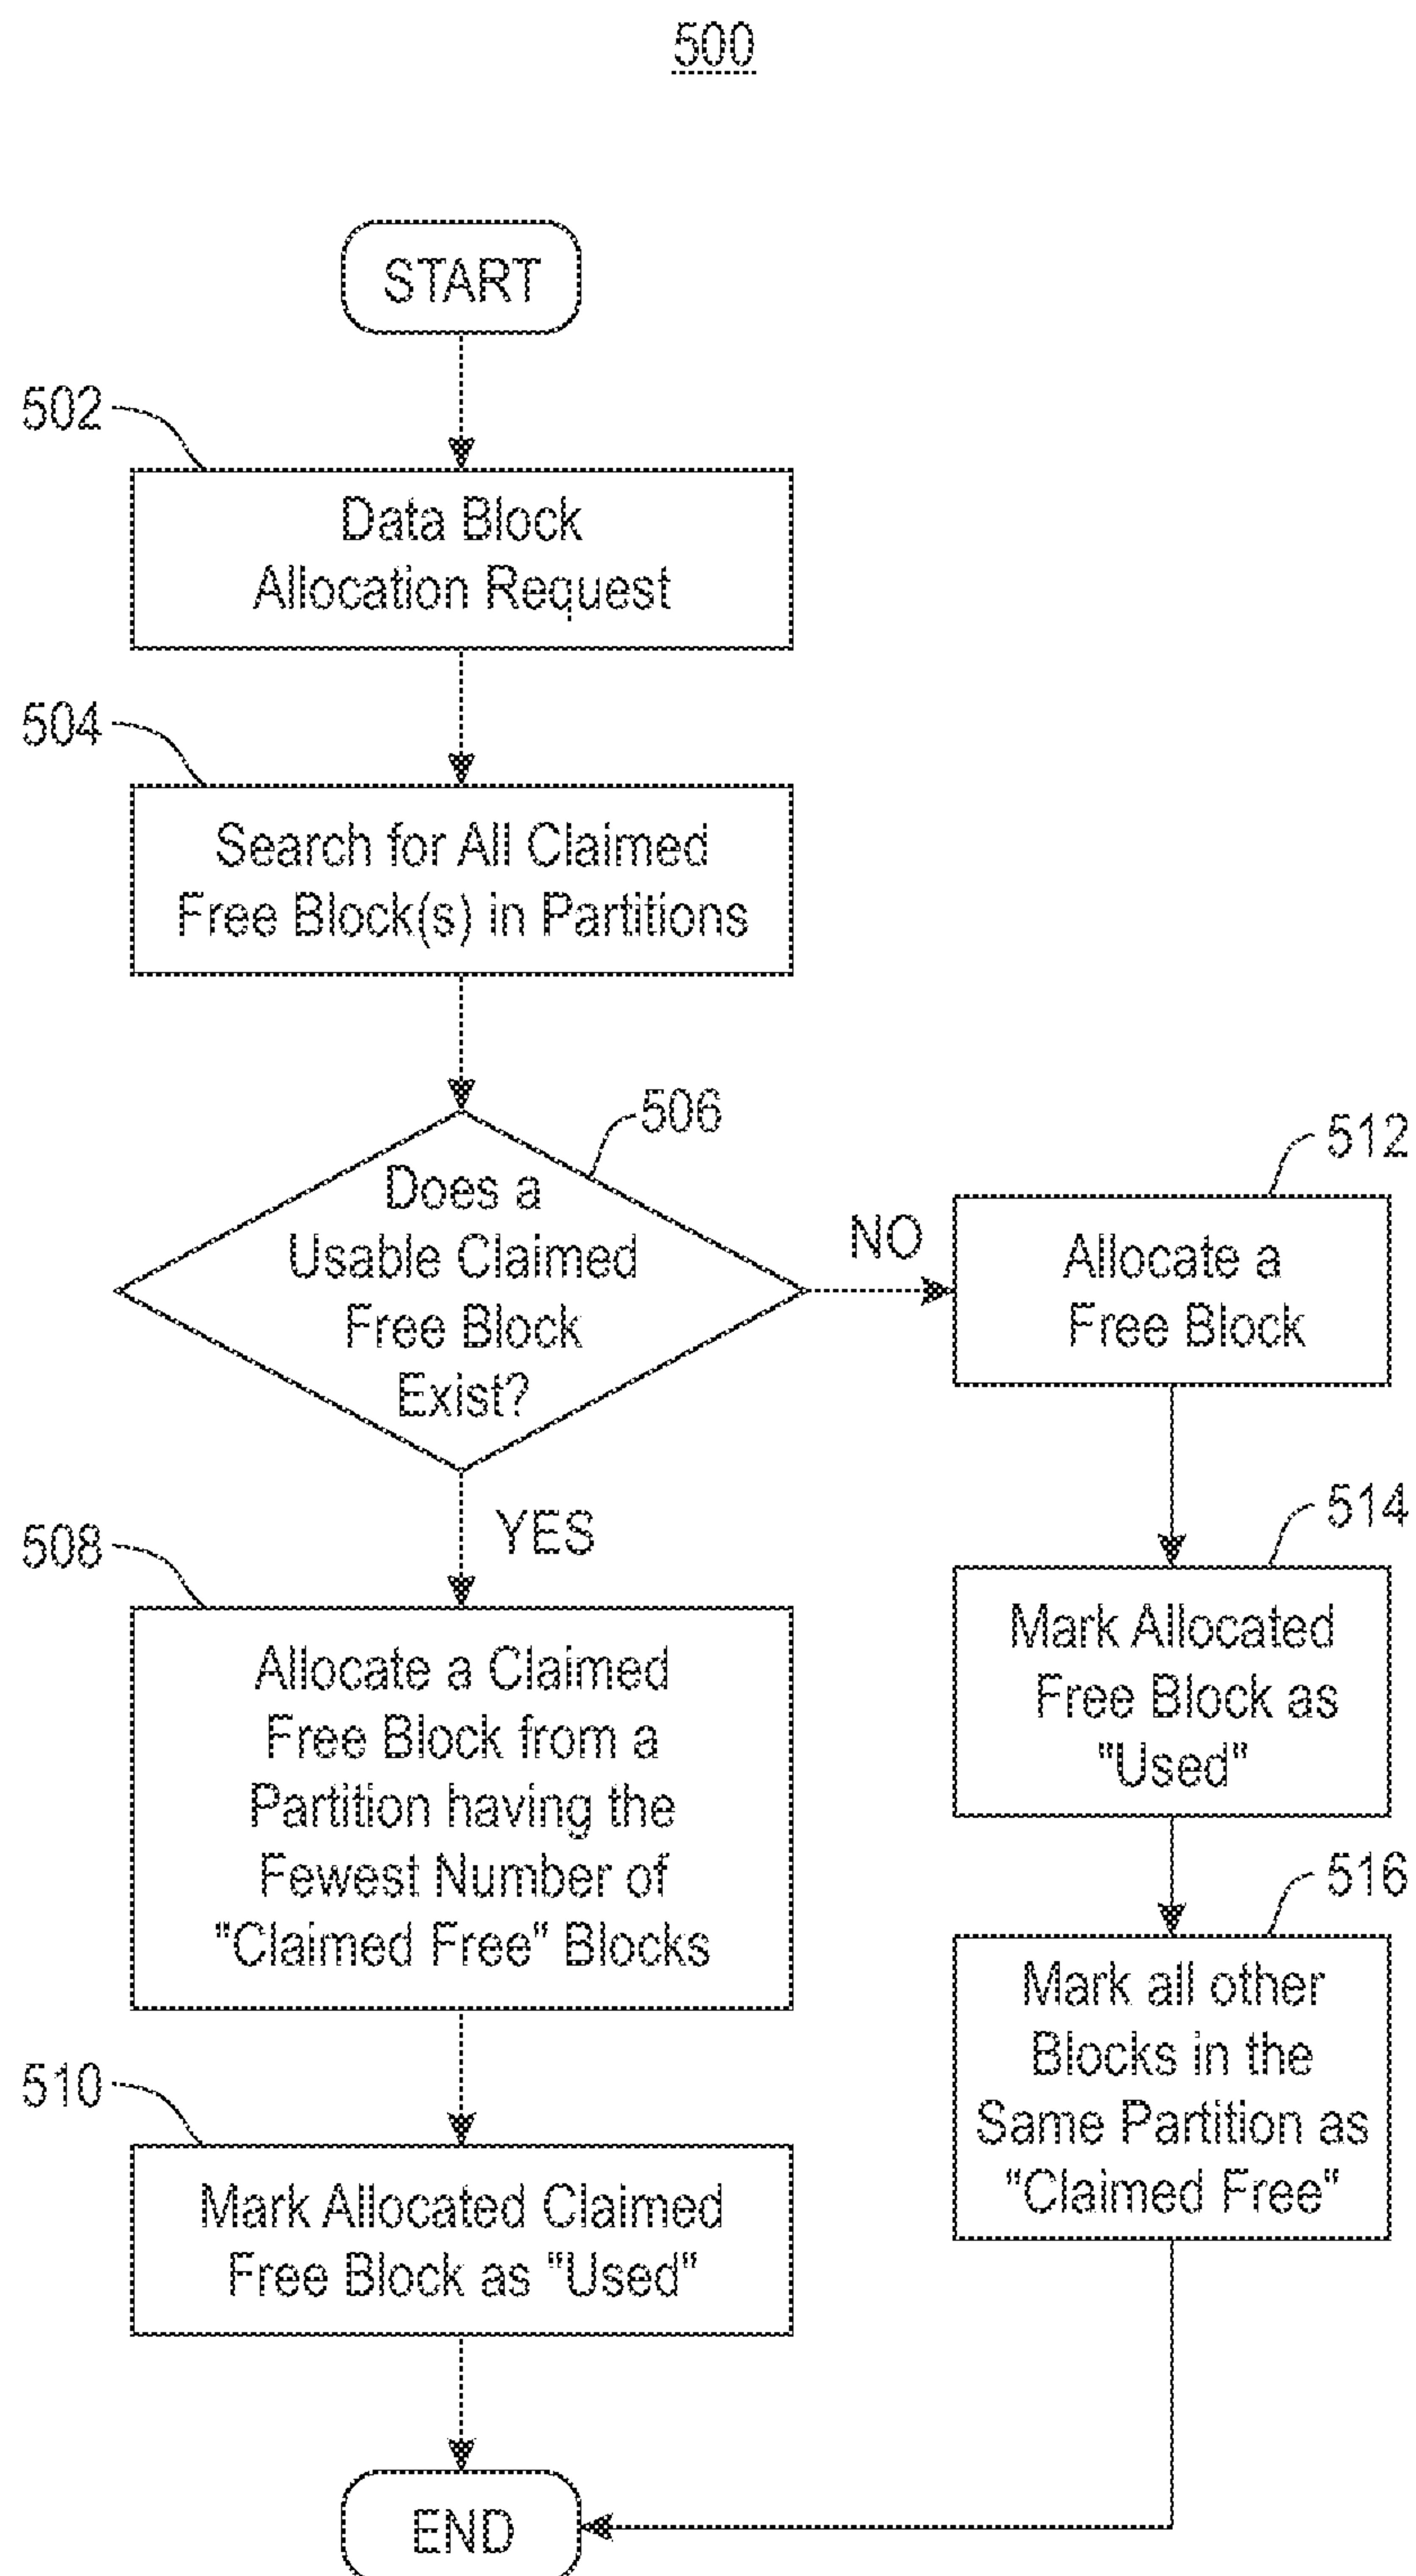 500
START
502
Data Block
Allocation Request
504
Search for All Claimed
Free Block(s) in Partitions
506
Does a
Usable Claimed
Free Block
Exist?
NO
512
Allocate a
Free Block
YES
508
Allocate a Claimed
Free Block from a
Partition having the
Fewest Number of
"Claimed Free" Blocks
514
Mark Allocated
Free Block as
"Used"
516
Mark all other
Blocks in the
Same Partition as
"Claimed Free"
510
Mark Allocated Claimed
Free Block as "Used"
END